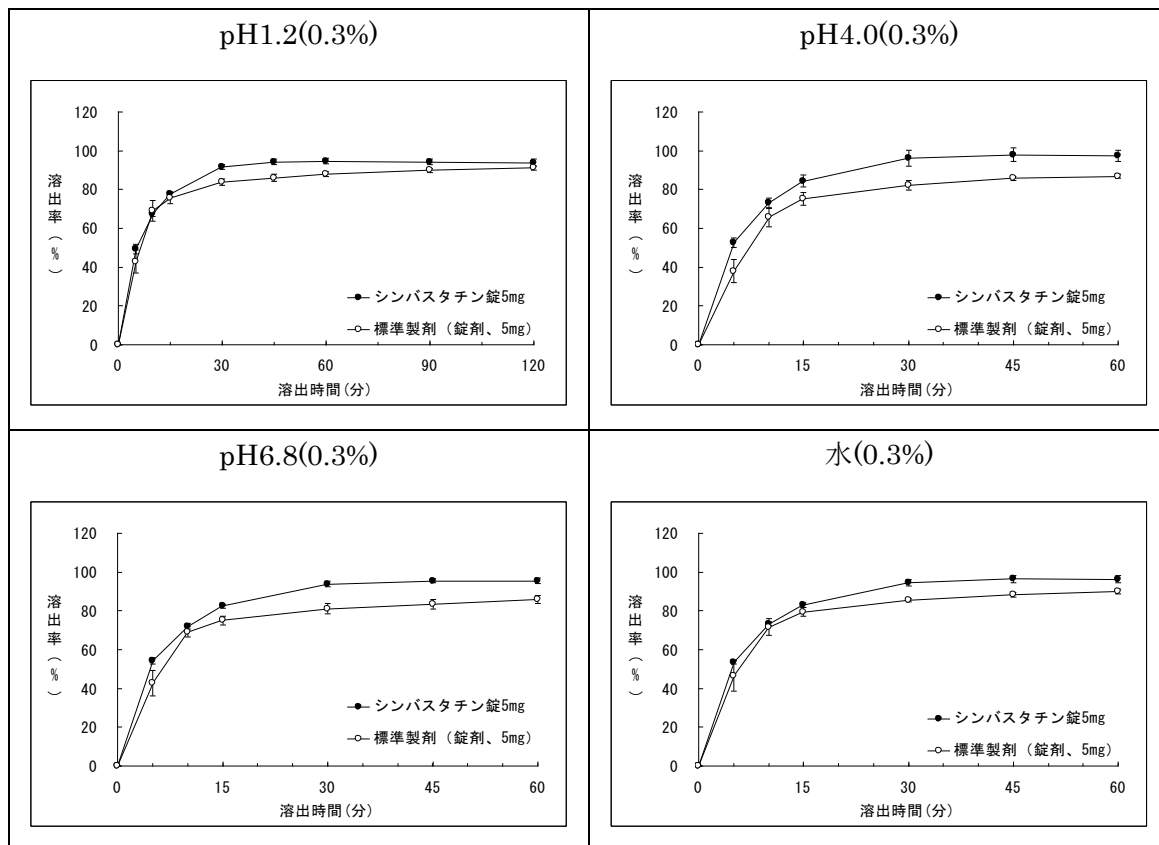 pH1.2(0.3%)
120
100
80
60
40
20
0
溶出率(%)
シンバスタチン錠5mg
標準製剤（錠剤、5mg）
0 30 60 90 120
溶出時間(分)
pH4.0(0.3%)
120
100
80
60
40
20
0
溶出率(%)
シンバスタチン錠5mg
標準製剤（錠剤、5mg）
0 15 30 45 60
溶出時間(分)
pH6.8(0.3%)
120
100
80
60
40
20
0
溶出率(%)
シンバスタチン錠5mg
標準製剤（錠剤、5mg）
0 15 30 45 60
溶出時間(分)
水(0.3%)
120
100
80
60
40
20
0
溶出率(%)
シンバスタチン錠5mg
標準製剤（錠剤、5mg）
0 15 30 45 60
溶出時間(分)